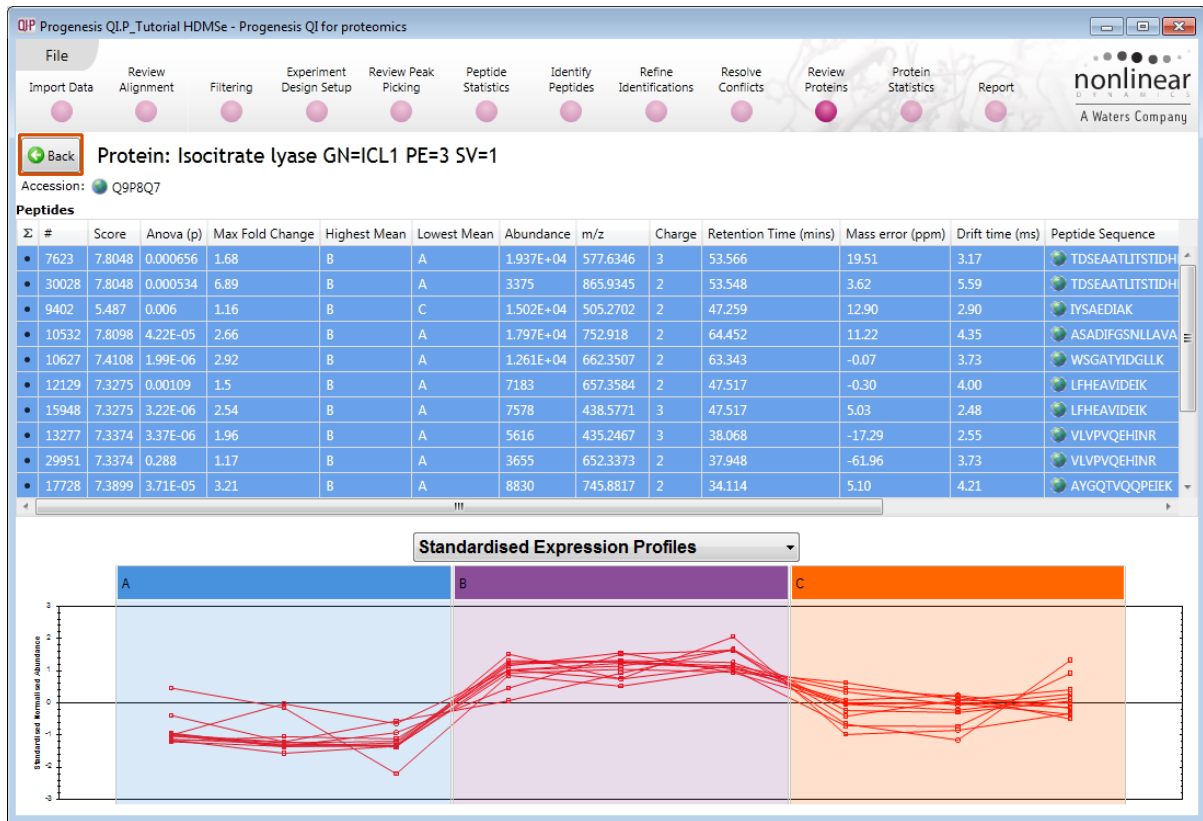 QIP Progenesis QI.P_Tutorial HDMSe - Progenesis QI for proteomics
File
Import Data
Review Alignment
Filtering
Experiment Design Setup
Review Peak Picking
Peptide Statistics
Identify Peptides
Refine Identifications
Resolve Conflicts
Review Proteins
Protein Statistics
Report
nonlinear
DYNAMICS
A Waters Company
Back Protein: Isocitrate lyase GN=ICL1 PE=3 SV=1
Accession: Q9P8Q7
Peptides
Σ # Score Anova (p) Max Fold Change Highest Mean Lowest Mean Abundance m/z Charge Retention Time (mins) Mass error (ppm) Drift time (ms) Peptide Sequence
• 7623 7.8048 0.000656 1.68 B A 1.937E+04 577.6346 3 53.566 19.51 3.17 TDSEAATLITSTIDH
• 30028 7.8048 0.000534 6.89 B A 3375 865.9345 2 53.548 3.62 5.59 TDSEAATLITSTIDH
• 9402 5.487 0.006 1.16 B C 1.502E+04 505.2702 2 47.259 12.90 2.90 IYSAEDIAK
• 10532 7.8098 4.22E-05 2.66 B A 1.797E+04 752.918 2 64.452 11.22 4.35 ASADIFGSNLLAVA
• 10627 7.4108 1.99E-06 2.92 B A 1.261E+04 662.3507 2 63.343 -0.07 3.73 WSGATYIDGLLK
• 12129 7.3275 0.00109 1.5 B A 7183 657.3584 2 47.517 -0.30 4.00 LFHEAVIDEIK
• 15948 7.3275 3.22E-06 2.54 B A 7578 438.5771 3 47.517 5.03 2.48 LFHEAVIDEIK
• 13277 7.3374 3.37E-06 1.96 B A 5616 435.2467 3 38.068 -17.29 2.55 VLVPVQEHINR
• 29951 7.3374 0.288 1.17 B A 3655 652.3373 2 37.948 -61.96 3.73 VLVPVQEHINR
• 17728 7.3899 3.71E-05 3.21 B A 8830 745.8817 2 34.114 5.10 4.21 AYGQTVQQPEIEK
Standardised Expression Profiles
A B C
Standardised Normalised Abundance
3
2
1
0
-1
-2
-3